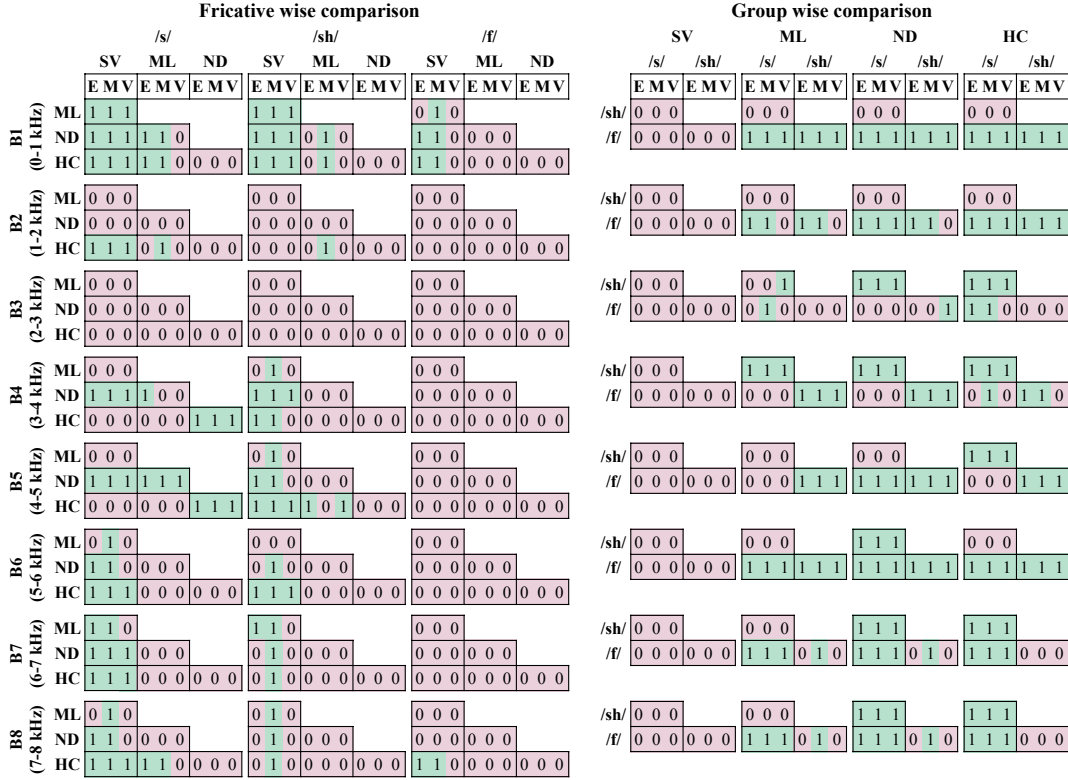 Fricative wise comparison Group wise comparison
/s/ /sh/ /f/ SV ML ND HC
SV ML ND SV ML ND SV ML ND /s/ /sh/ /s/ /sh/ /s/ /sh/ /s/ /sh/
E M V E M V E M V E M V E M V E M V E M V E M V E M V E M V E M V E M V E M V E M V E M V E M V E M V
B1 (0-1 kHz)
ML 1 1 1 1 1 1 0 1 0 /sh/ 0 0 0 0 0 0 0 0 0 0 0 0
ND 1 1 1 1 1 0 1 1 1 0 1 0 1 1 0 0 0 0 /f/ 0 0 0 0 0 0 1 1 1 1 1 1 1 1 1 1 1 1 1 1 1 1 1 1
HC 1 1 1 1 1 0 0 0 0 1 1 1 0 1 0 0 0 0 1 1 0 0 0 0 0 0 0
B2 (1-2 kHz)
ML 0 0 0 0 0 0 0 0 0 /sh/ 0 0 0 0 0 0 0 0 0 0 0 0
ND 0 0 0 0 0 0 0 0 0 0 0 0 0 0 0 0 0 0 /f/ 0 0 0 0 0 0 1 1 0 1 1 0 1 1 1 1 1 0 1 1 1 1 1 1
HC 1 1 1 0 1 0 0 0 0 0 0 0 0 1 0 0 0 0 0 0 0 0 0 0 0 0 0
B3 (2-3 kHz)
ML 0 0 0 0 0 0 0 0 0 /sh/ 0 0 0 0 0 1 1 1 1 1 1 1
ND 0 0 0 0 0 0 0 0 0 0 0 0 0 0 0 0 0 0 /f/ 0 0 0 0 0 0 0 1 0 0 0 0 0 0 0 0 0 1 1 1 0 0 0 0
HC 0 0 0 0 0 0 0 0 0 0 0 0 0 0 0 0 0 0 0 0 0 0 0 0 0 0 0
B4 (3-4 kHz)
ML 0 0 0 0 1 0 0 0 0 /sh/ 0 0 0 1 1 1 1 1 1 1 1 1
ND 1 1 1 1 0 0 1 1 1 0 0 0 0 0 0 0 0 0 /f/ 0 0 0 0 0 0 0 0 0 1 1 1 0 0 0 1 1 1 0 1 0 1 1 0
HC 0 0 0 0 0 0 1 1 1 1 1 0 0 0 0 0 0 0 0 0 0 0 0 0 0 0 0
B5 (4-5 kHz)
ML 0 0 0 0 1 0 0 0 0 /sh/ 0 0 0 0 0 0 0 0 0 1 1 1
ND 1 1 1 1 1 1 1 1 0 0 0 0 0 0 0 0 0 0 /f/ 0 0 0 0 0 0 0 0 0 1 1 1 1 1 1 1 1 1 0 0 0 1 1 1
HC 0 0 0 0 0 0 1 1 1 1 1 1 1 0 1 0 0 0 0 0 0 0 0 0 0 0 0
B6 (5-6 kHz)
ML 0 1 0 0 0 0 0 0 0 /sh/ 0 0 0 0 0 0 1 1 1 0 0 0
ND 1 1 0 0 0 0 0 1 0 0 0 0 0 0 0 0 0 0 /f/ 0 0 0 0 0 0 1 1 1 1 1 1 1 1 1 1 1 1 1 1 1 1 1 1
HC 1 1 1 0 0 0 0 0 0 1 1 1 0 0 0 0 0 0 0 0 0 0 0 0 0 0 0
B7 (6-7 kHz)
ML 1 1 0 1 1 0 0 0 0 /sh/ 0 0 0 0 0 0 1 1 1 1 1 1
ND 1 1 1 0 0 0 0 1 0 0 0 0 0 0 0 0 0 0 /f/ 0 0 0 0 0 0 1 1 1 0 1 0 1 1 1 0 1 0 1 1 1 0 0 0
HC 1 1 1 0 0 0 0 0 0 0 1 0 0 0 0 0 0 0 0 0 0 0 0 0 0 0 0
B8 (7-8 kHz)
ML 0 1 0 0 1 0 0 0 0 /sh/ 0 0 0 0 0 0 1 1 1 1 1 1
ND 1 1 0 0 0 0 0 1 0 0 0 0 0 0 0 0 0 0 /f/ 0 0 0 0 0 0 1 1 1 0 1 0 1 1 1 0 1 0 1 1 1 0 0 0
HC 1 1 1 1 1 0 0 0 0 0 1 0 0 0 0 0 0 0 1 1 0 0 0 0 0 0 0